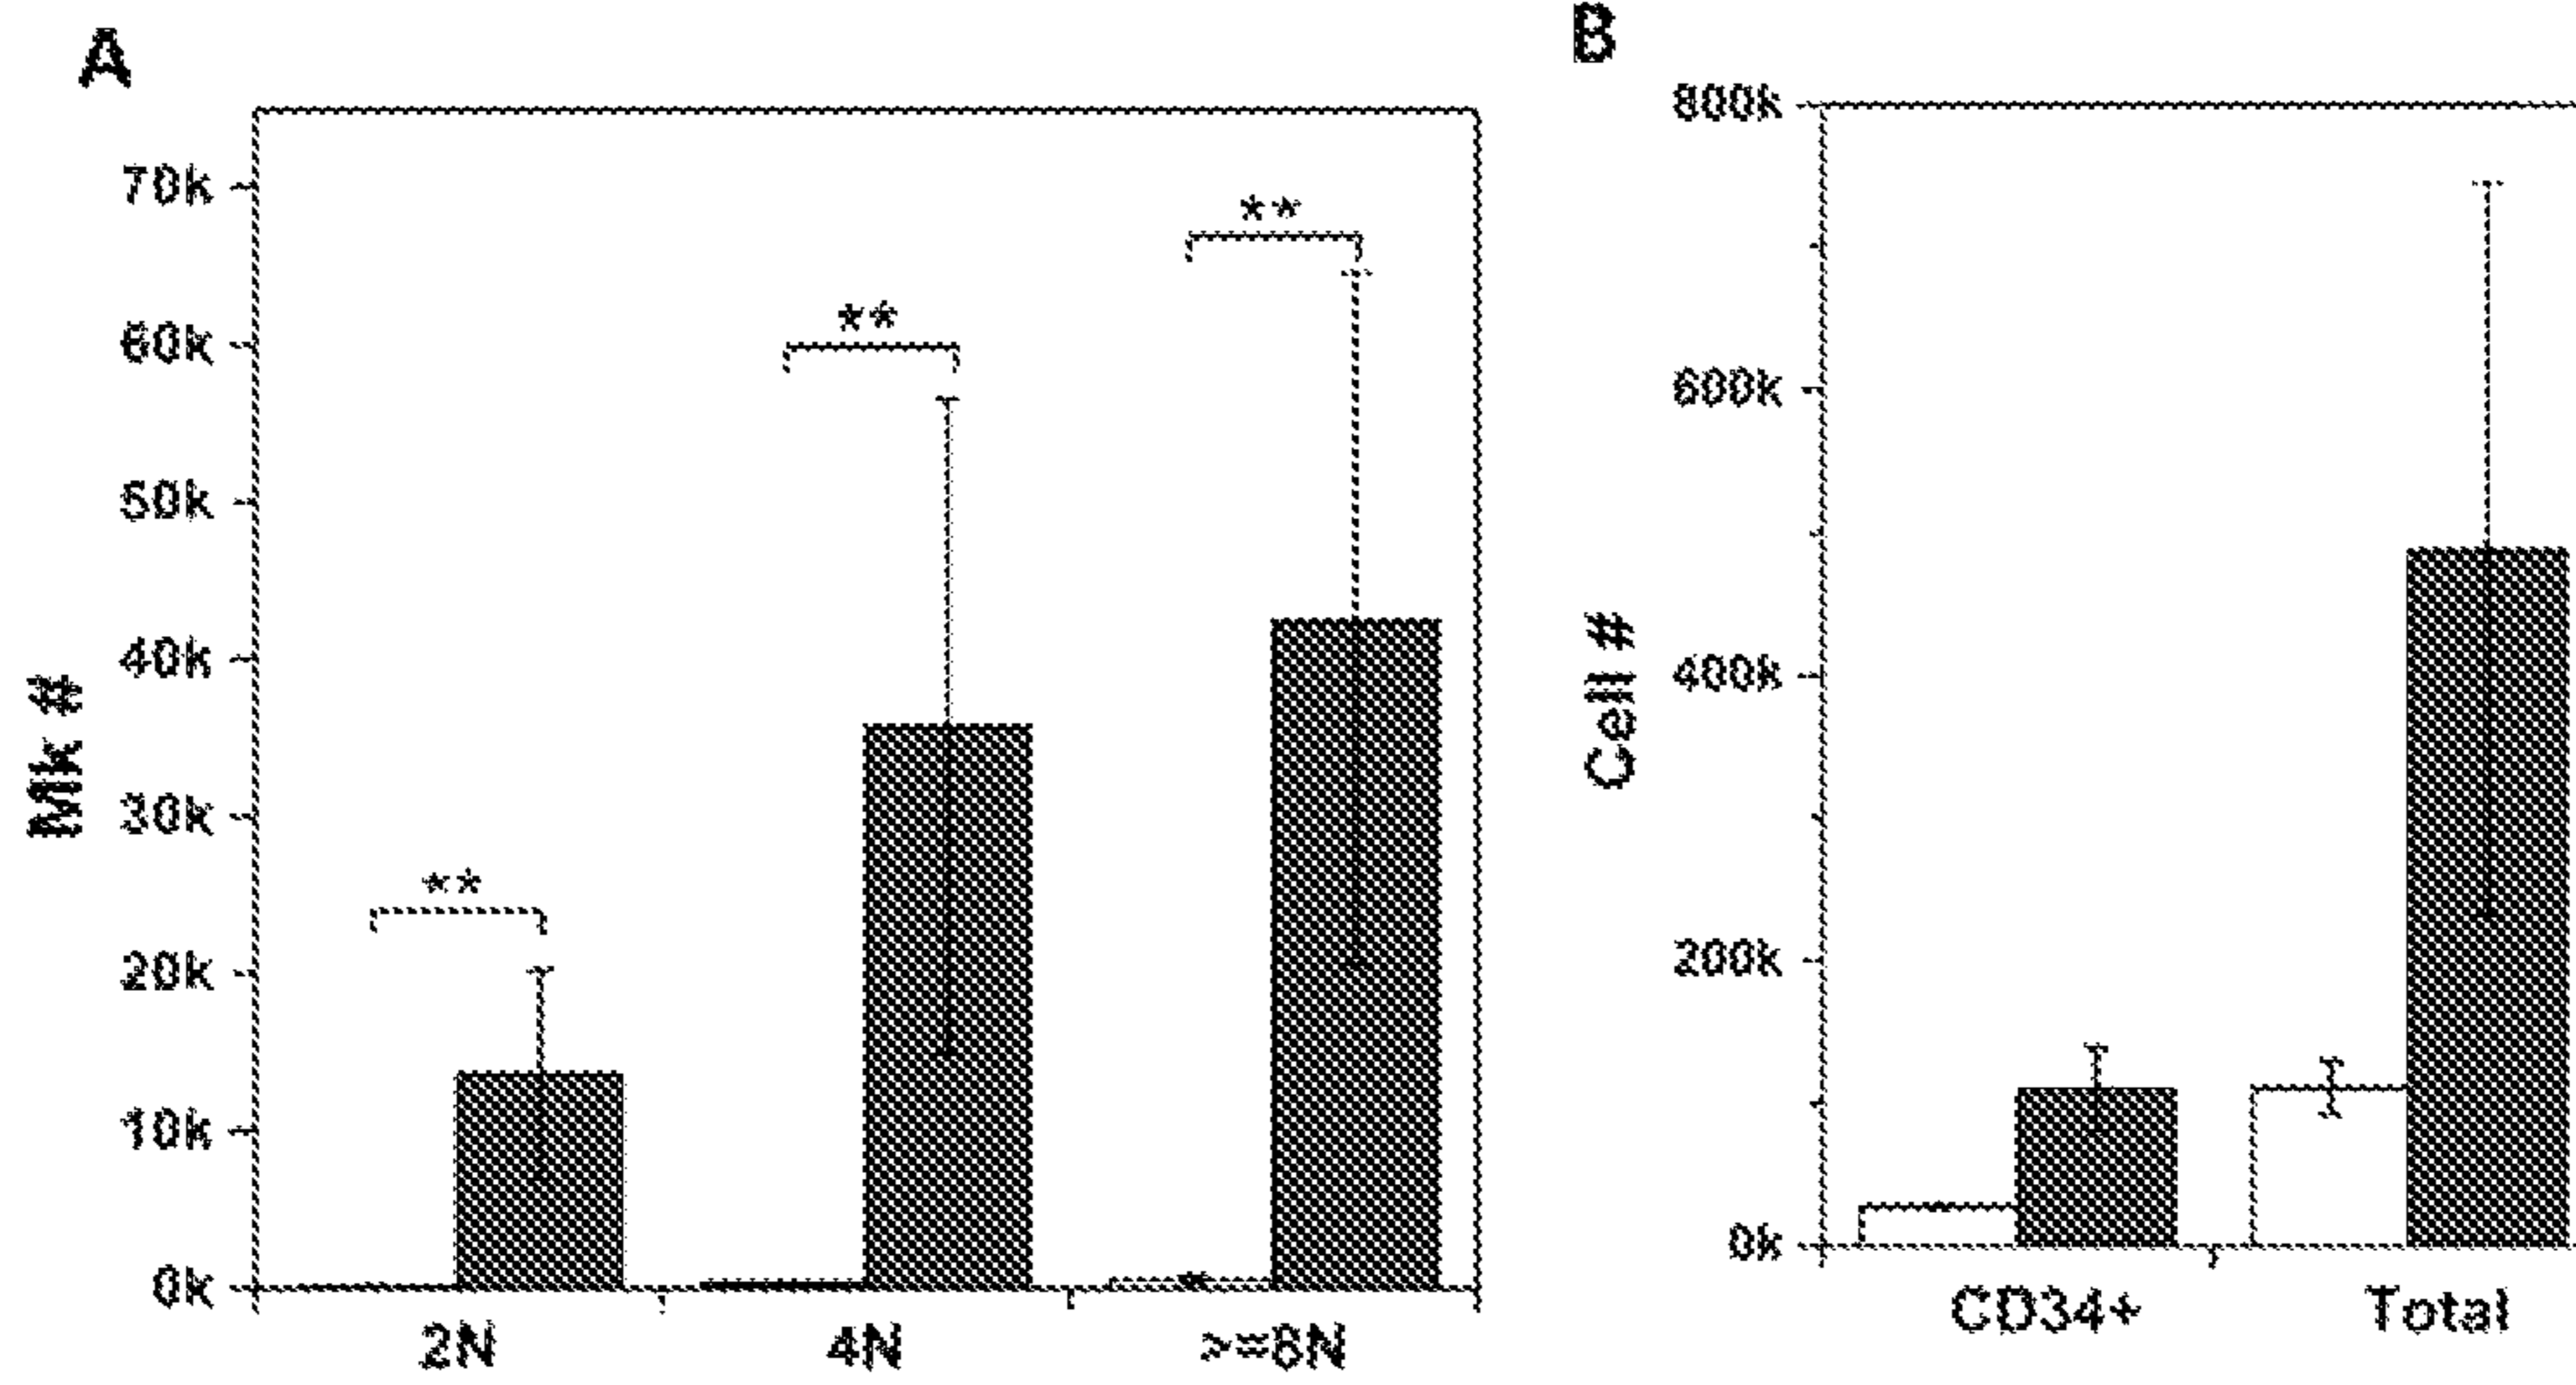 A
Mk #
70k
60k
50k
40k
30k
20k
10k
0k
**
**
**
2N
4N
>=8N
B
Cell #
800k
600k
400k
200k
0k
CD34+
Total